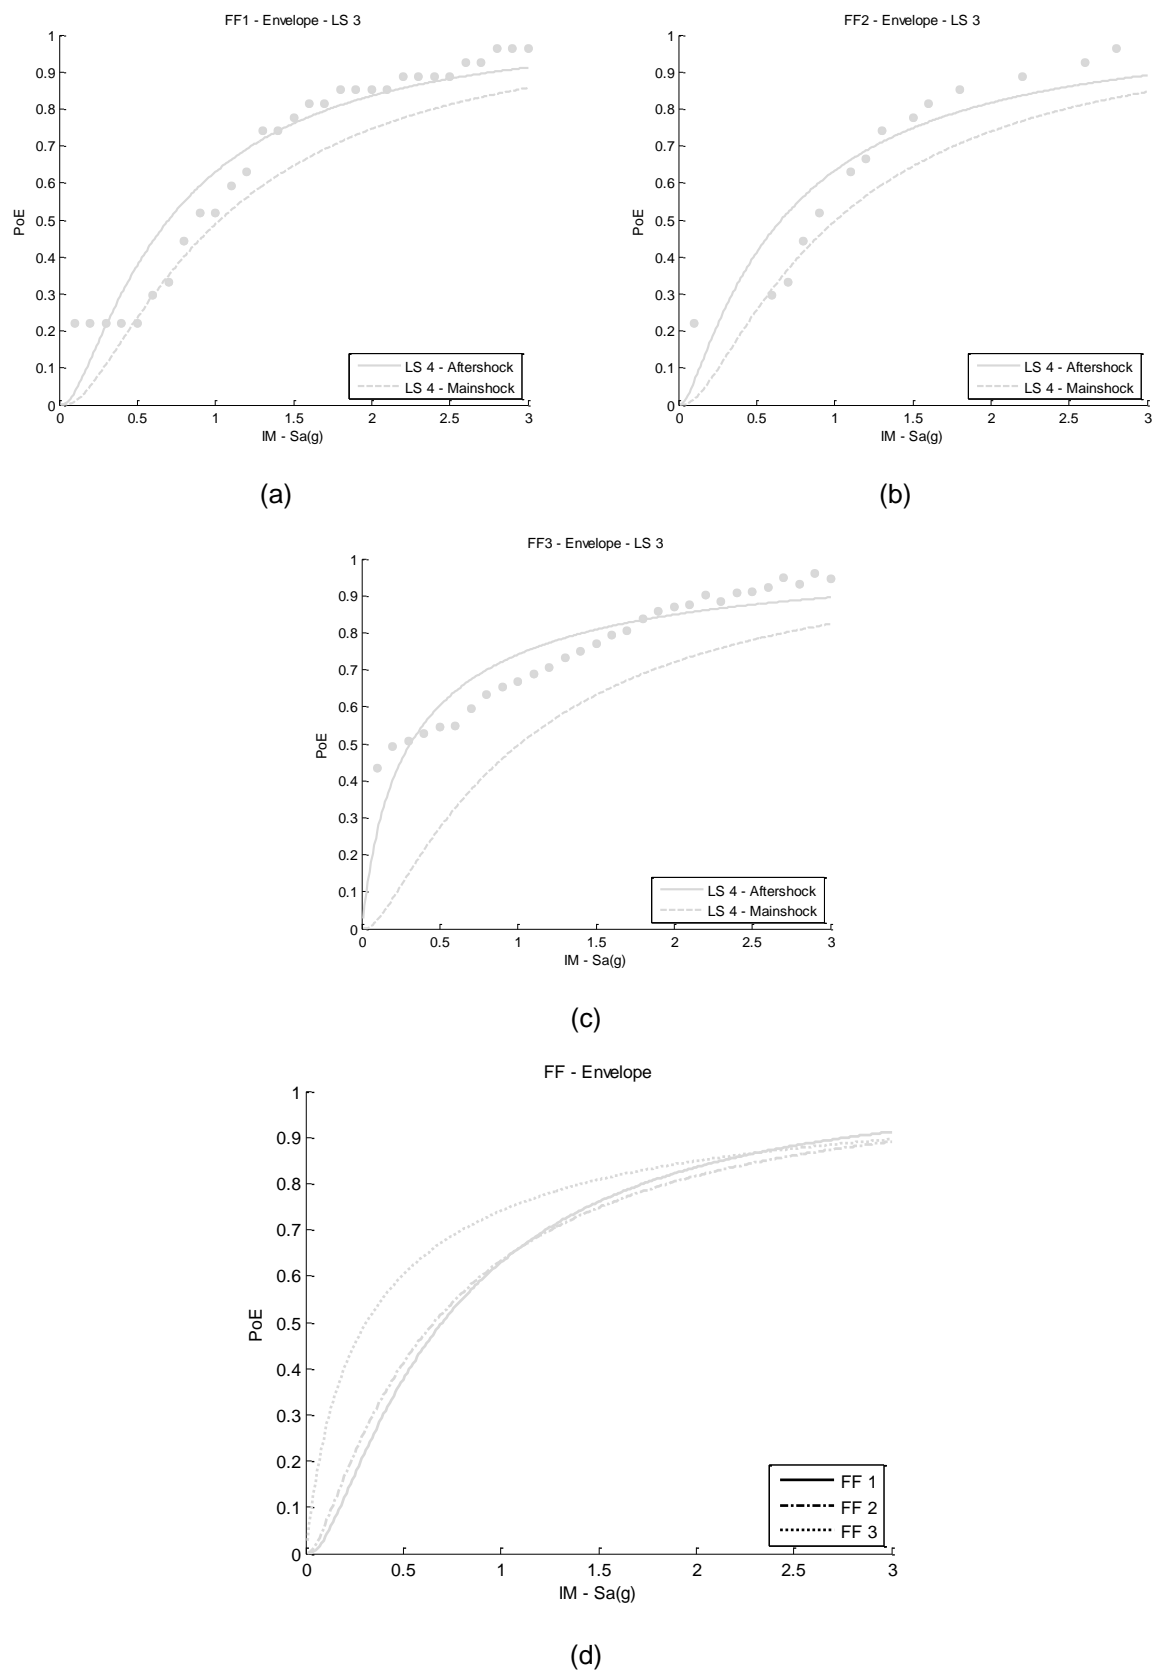 FF1 - Envelope - LS 3
1
0.9
0.8
0.7
0.6
0.5
0.4
0.3
0.2
0.1
0
PoE
LS 4 - Aftershock
LS 4 - Mainshock
0 0.5 1 1.5 2 2.5 3
IM - Sa(g)
(a)
FF2 - Envelope - LS 3
1
0.9
0.8
0.7
0.6
0.5
0.4
0.3
0.2
0.1
0
PoE
LS 4 - Aftershock
LS 4 - Mainshock
0 0.5 1 1.5 2 2.5 3
IM - Sa(g)
(b)
FF3 - Envelope - LS 3
1
0.9
0.8
0.7
0.6
0.5
0.4
0.3
0.2
0.1
0
PoE
LS 4 - Aftershock
LS 4 - Mainshock
0 0.5 1 1.5 2 2.5 3
IM - Sa(g)
(c)
FF - Envelope
1
0.9
0.8
0.7
0.6
0.5
0.4
0.3
0.2
0.1
0
PoE
FF 1
FF 2
FF 3
0 0.5 1 1.5 2 2.5 3
IM - Sa(g)
(d)